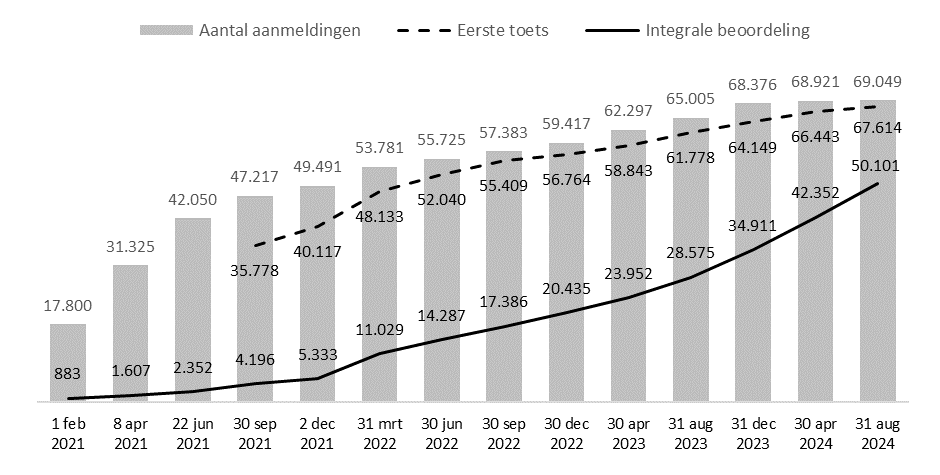 Aantal aanmeldingen Eerste toets Integrale beoordeling
17.800 31.325 42.050 47.217 49.491 53.781 55.725 57.383 59.417 62.297 65.005 68.376 68.921 69.049
35.778 40.117 48.133 52.040 55.409 56.764 58.843 61.778 64.149 66.443 67.614
883 1.607 2.352 4.196 5.333 11.029 14.287 17.386 20.435 23.952 28.575 34.911 42.352 50.101
1 feb 8 apr 22 jun 30 sep 2 dec 31 mrt 30 jun 30 sep 30 dec 30 apr 31 aug 31 dec 30 apr 31 aug
2021 2021 2021 2021 2021 2022 2022 2022 2022 2023 2023 2023 2024 2024